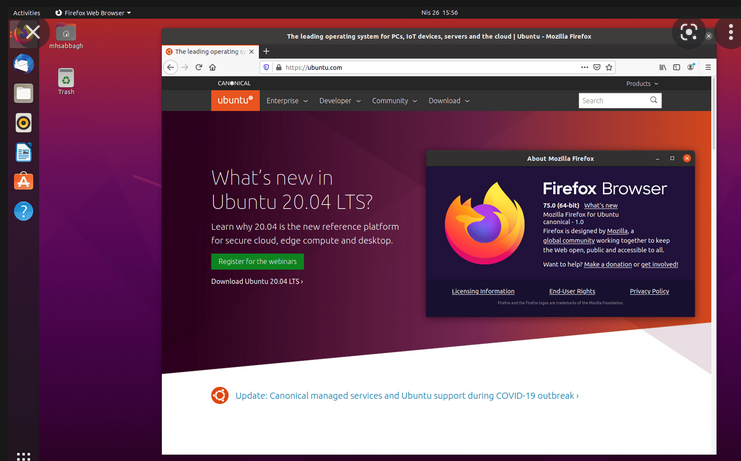 Activities
Firefox Web Browser
Nis 26 15:56
mhsabbagh
Trash
The leading operating system for PCs, IoT devices, servers and the cloud | Ubuntu - Mozilla Firefox
The leading operating sy
https://ubuntu.com
CANONICAL
Products
ubuntu
Enterprise
Developer
Community
Download
Search
What's new in
Ubuntu 20.04 LTS?
Learn why 20.04 is the new reference platform
for secure cloud, edge compute and desktop.
Register for the webinars
Download Ubuntu 20.04 LTS ›
About Mozilla Firefox
Firefox Browser
75.0 (64-bit) What's new
Mozilla Firefox for Ubuntu
canonical - 1.0
Firefox is designed by Mozilla, a
global community working together to keep
the Web open, public and accessible to all.
Want to help? Make a donation or get involved!
Licensing Information
End-User Rights
Privacy Policy
Firefox and the Firefox logos are trademarks of the Mozilla Foundation.
Update: Canonical managed services and Ubuntu support during COVID-19 outbreak ›